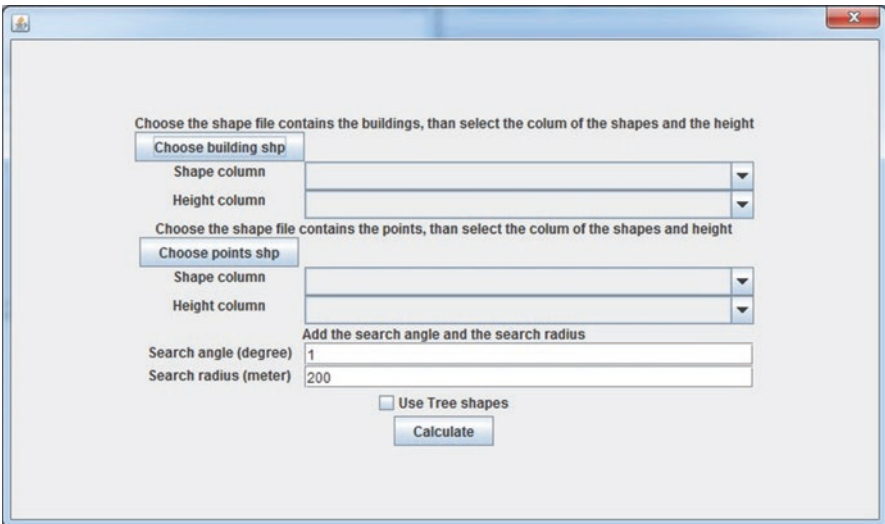 Choose the shape file contains the buildings, than select the colum of the shapes and the height
Choose building shp
Shape column
Height column
Choose the shape file contains the points, than select the colum of the shapes and height
Choose points shp
Shape column
Height column
Add the search angle and the search radius
Search angle (degree) 1
Search radius (meter) 200
Use Tree shapes
Calculate